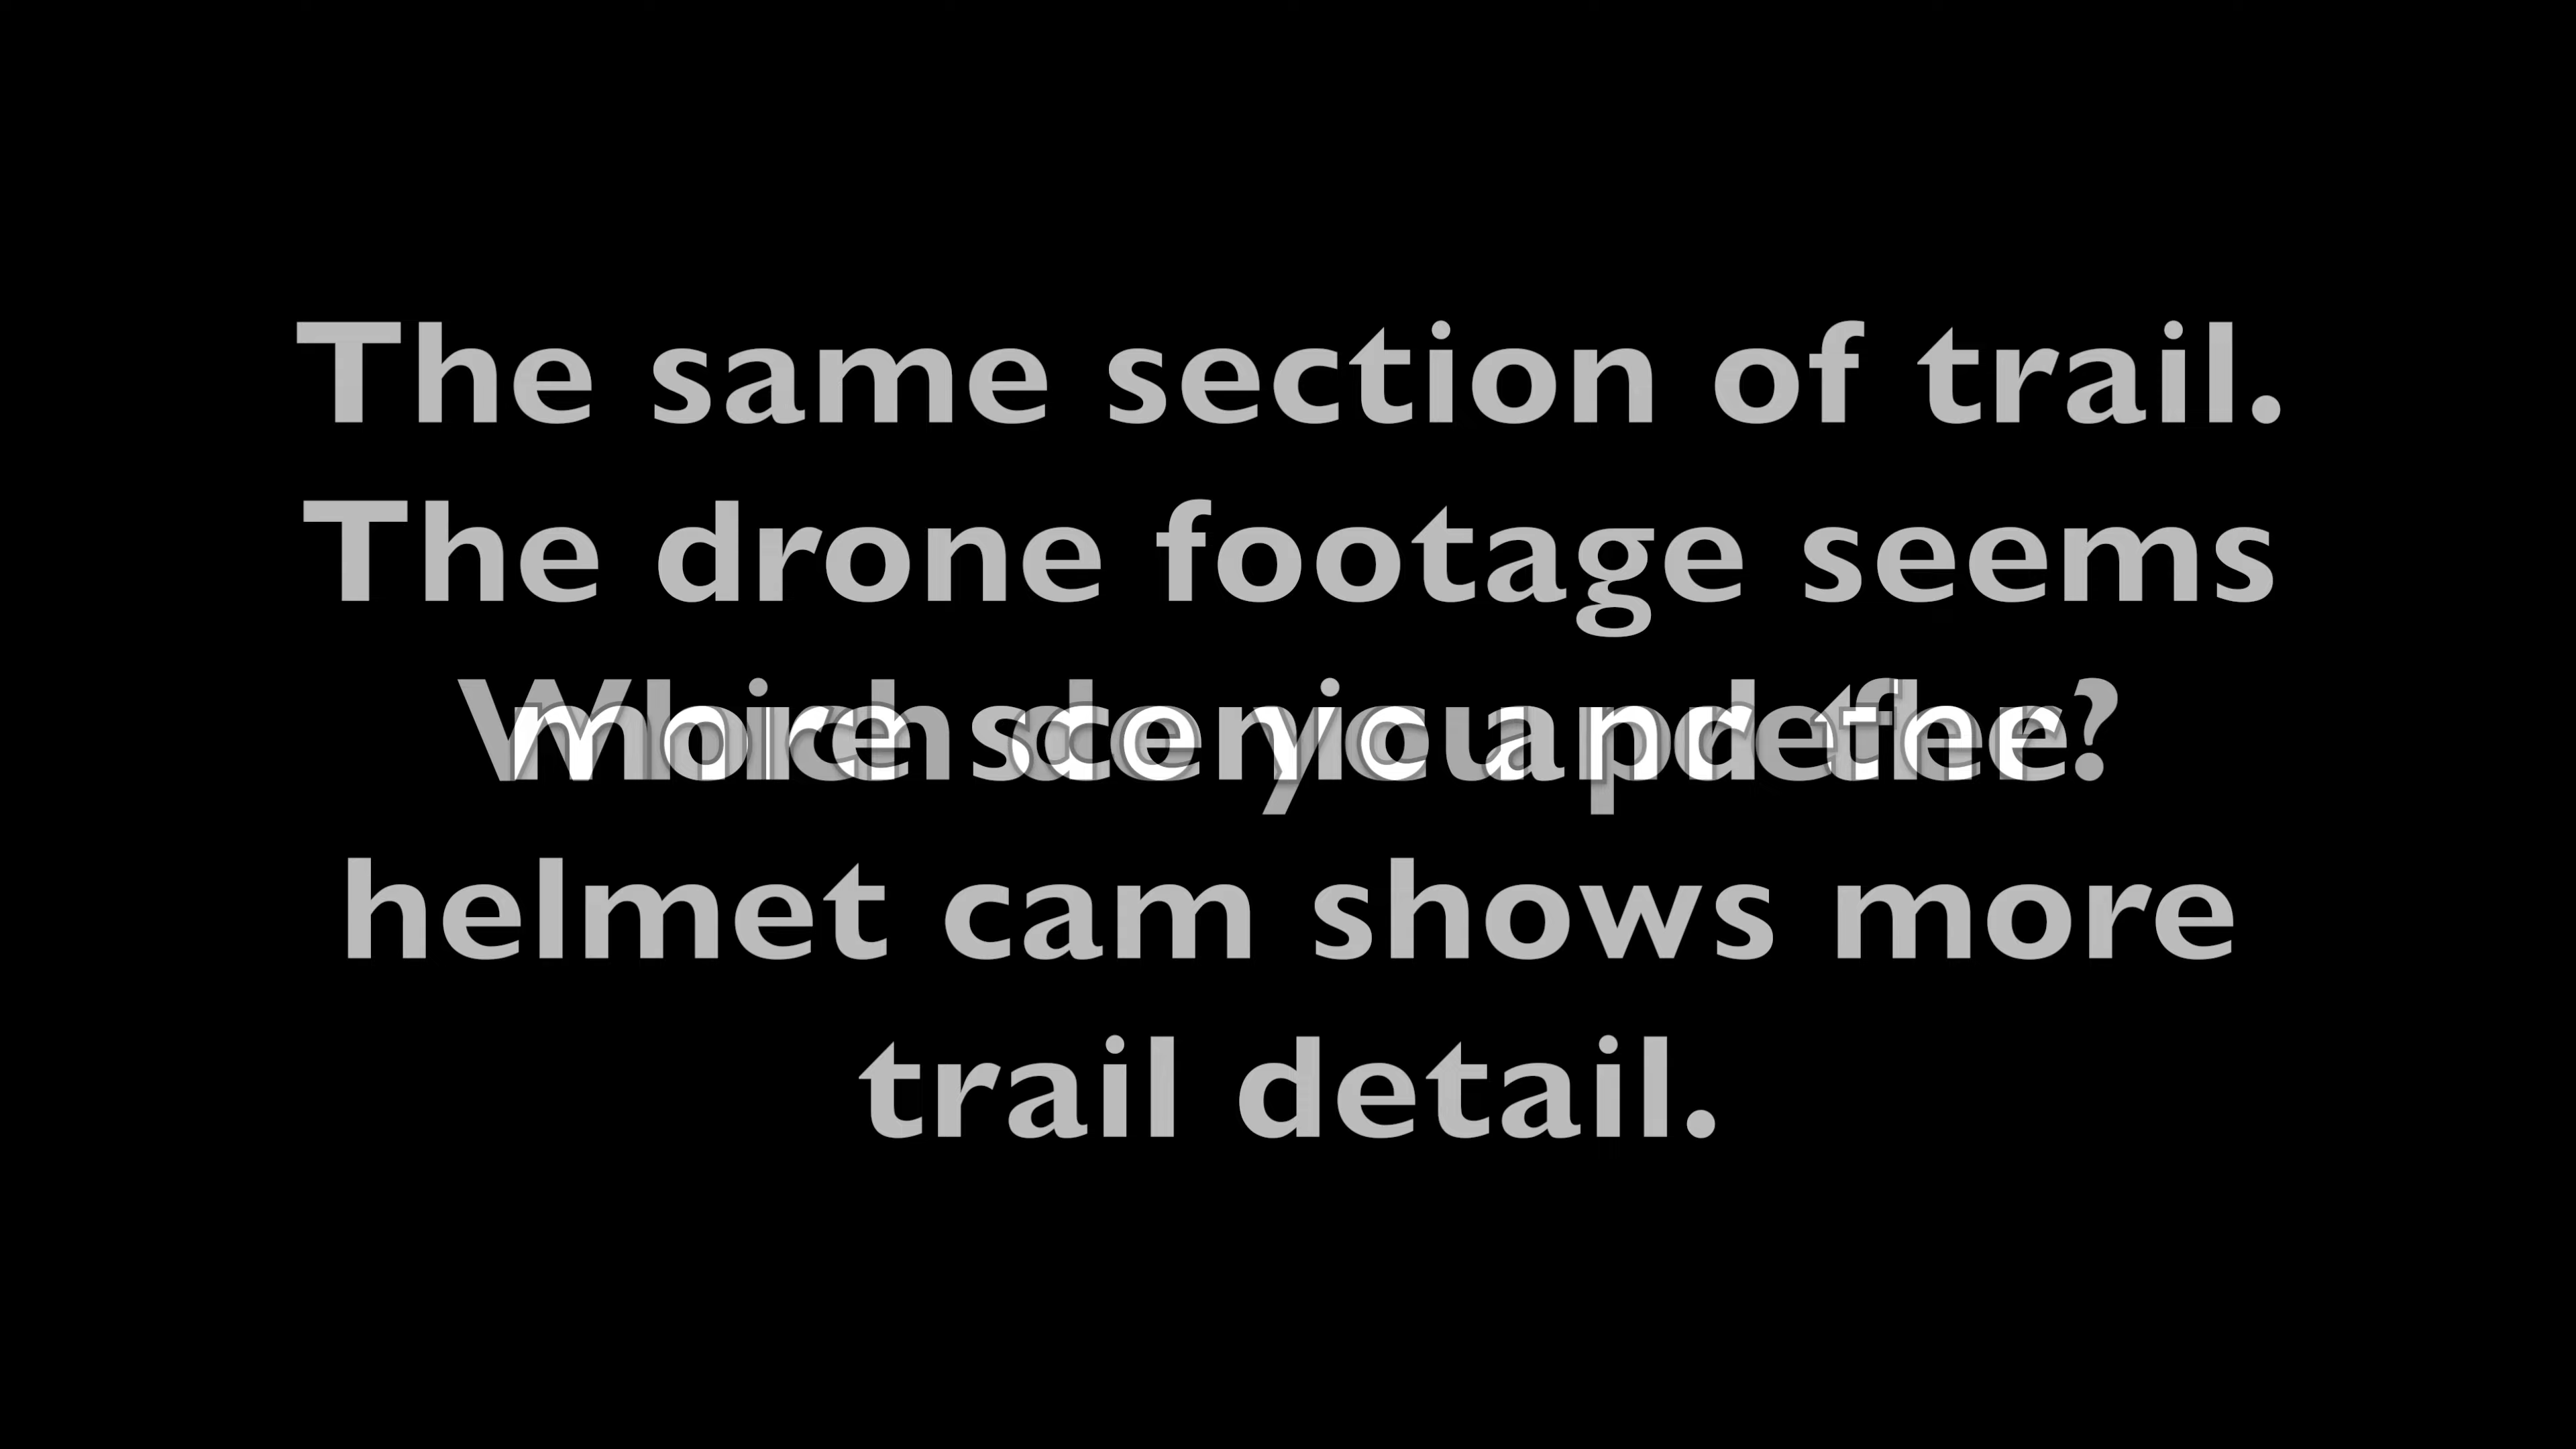 The same section of trail.
The drone footage seems
more scenic and the
Which do you prefer?
helmet cam shows more
trail detail.